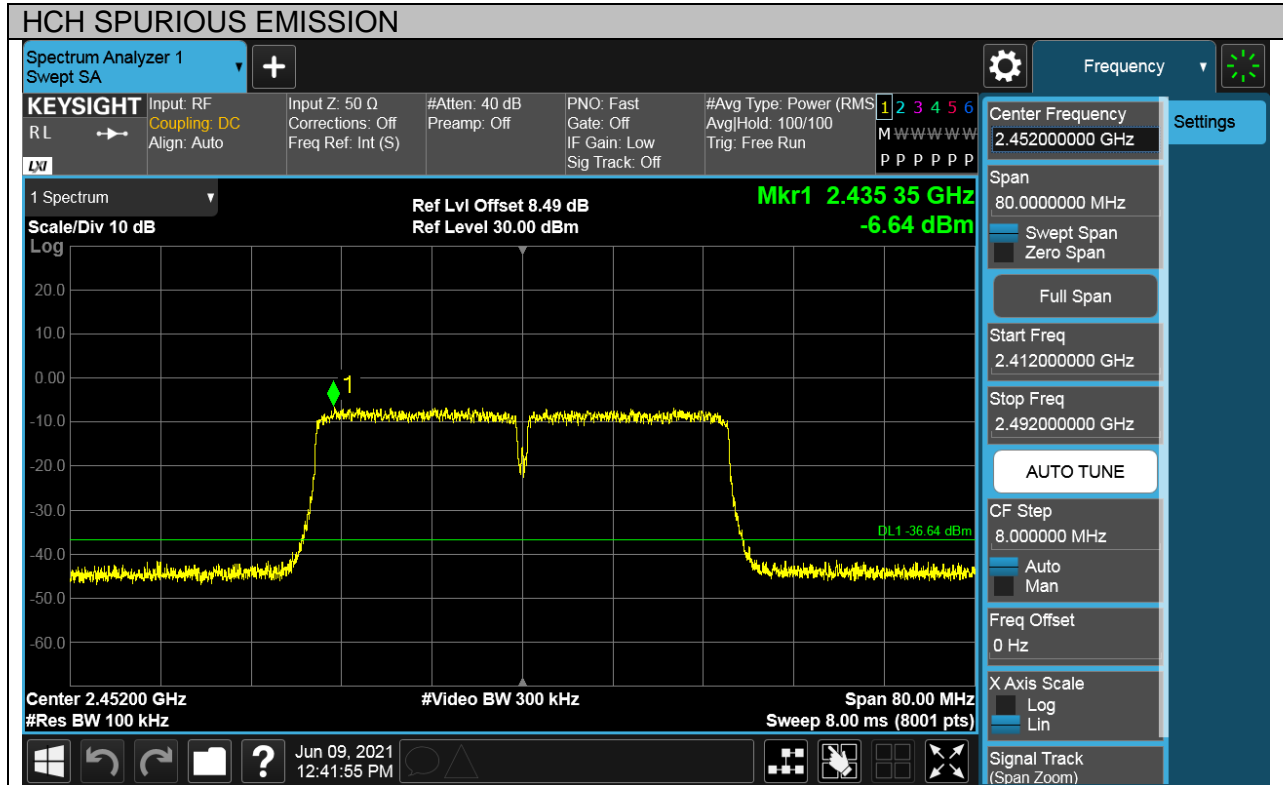 HCH SPURIOUS EMISSION
Spectrum Analyzer 1
Swept SA
+
Frequency
KEYSIGHT
RL
LXI
Input: RF
Coupling: DC
Align: Auto
Input Z: 50 Ω
Corrections: Off
Freq Ref: Int (S)
#Atten: 40 dB
Preamp: Off
PNO: Fast
Gate: Off
IF Gain: Low
Sig Track: Off
#Avg Type: Power (RMS
Avg|Hold: 100/100
Trig: Free Run
1 2 3 4 5 6
M W W W W W
P P P P P P
1 Spectrum
Scale/Div 10 dB
Ref Lvl Offset 8.49 dB
Ref Level 30.00 dBm
Mkr1 2.435 35 GHz
-6.64 dBm
Log
20.0
10.0
0.00
-10.0
-20.0
-30.0
-40.0
-50.0
-60.0
1
DL1 -36.64 dBm
Center 2.45200 GHz
#Res BW 100 kHz
#Video BW 300 kHz
Span 80.00 MHz
Sweep 8.00 ms (8001 pts)
?
Jun 09, 2021
12:41:55 PM
Center Frequency
2.452000000 GHz
Settings
Span
80.0000000 MHz
Swept Span
Zero Span
Full Span
Start Freq
2.412000000 GHz
Stop Freq
2.492000000 GHz
AUTO TUNE
CF Step
8.000000 MHz
Auto
Man
Freq Offset
0 Hz
X Axis Scale
Log
Lin
Signal Track
(Span Zoom)